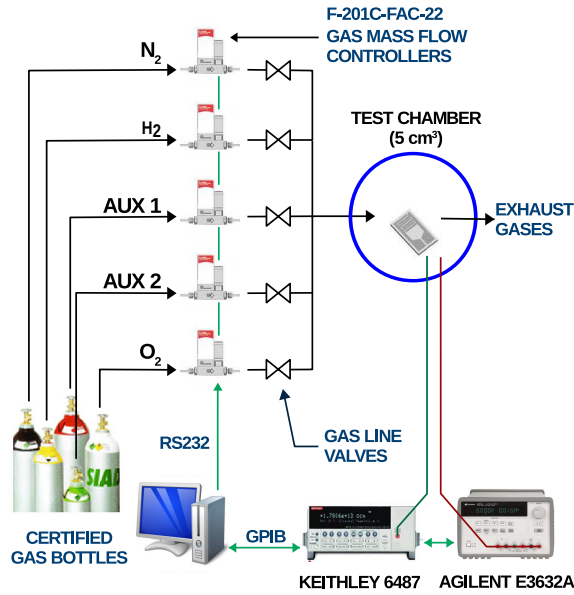 F-201C-FAC-22
GAS MASS FLOW
CONTROLLERS
N2
H2
TEST CHAMBER
(5 cm³)
AUX 1
EXHAUST
GASES
AUX 2
O2
RS232
GAS LINE
VALVES
SIAD
CERTIFIED
GAS BOTTLES
GPIB
KEITHLEY 6487
AGILENT E3632A